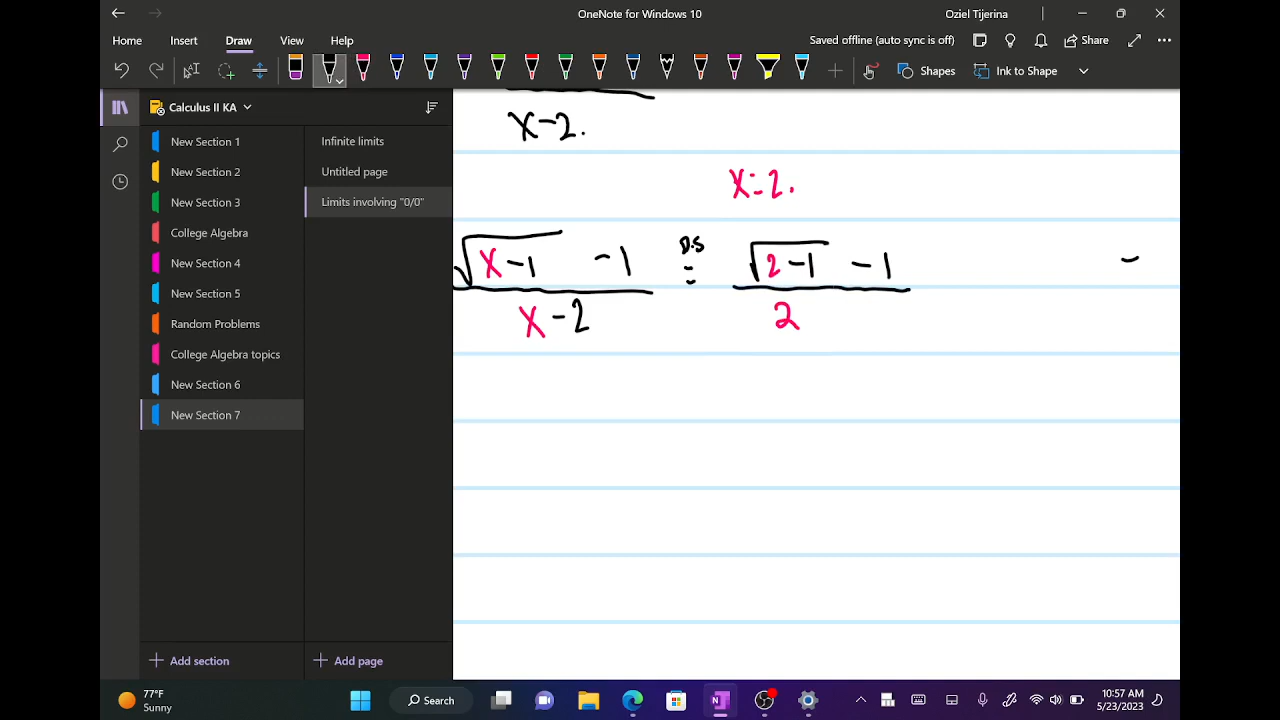 OneNote for Windows 10
Oziel Tijerina
Home Insert Draw View Help
Saved offline (auto sync is off)
Share
Shapes
Ink to Shape
Calculus II KA
New Section 1
New Section 2
New Section 3
College Algebra
New Section 4
New Section 5
Random Problems
College Algebra topics
New Section 6
New Section 7
Infinite limits
Untitled page
Limits involving "0/0"
x-2.
x=2.
√(x-1) -1 D.S = √(2-1) -1 -
x-2 2
Add section
Add page
77°F
Sunny
Search
10:57 AM
5/23/2023